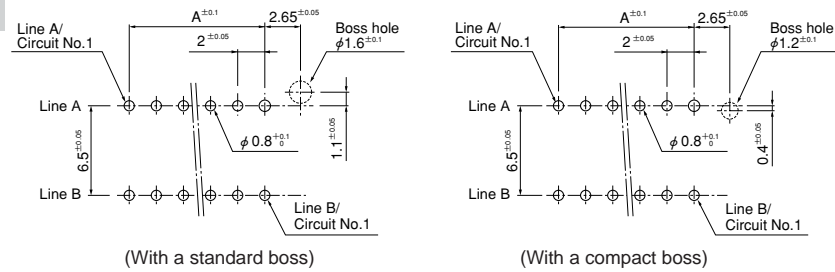 A±0.1
2.65±0.05
Line A/
Circuit No.1
2±0.05
Boss hole
φ1.6±0.1
Line A
6.5±0.05
φ0.8+0.1 0
1.1±0.05
Line B
Line B/
Circuit No.1
(With a standard boss)
A±0.1
2.65±0.05
Line A/
Circuit No.1
2±0.05
Boss hole
φ1.2±0.1
Line A
6.5±0.05
φ0.8+0.1 0
0.4±0.05
Line B
Line B/
Circuit No.1
(With a compact boss)